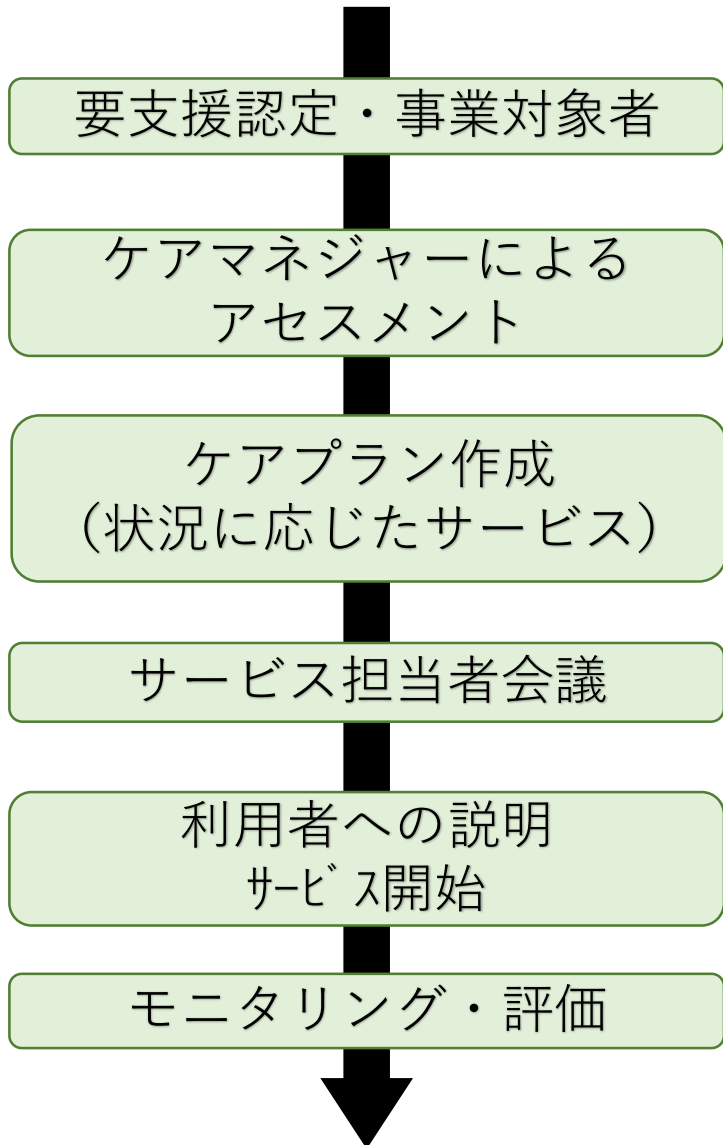 要支援認定・事業対象者
ケアマネジャーによる
アセスメント
ケアプラン作成
（状況に応じたサービス）
サービス担当者会議
利用者への説明
ｻｰﾋﾞｽ開始
モニタリング・評価